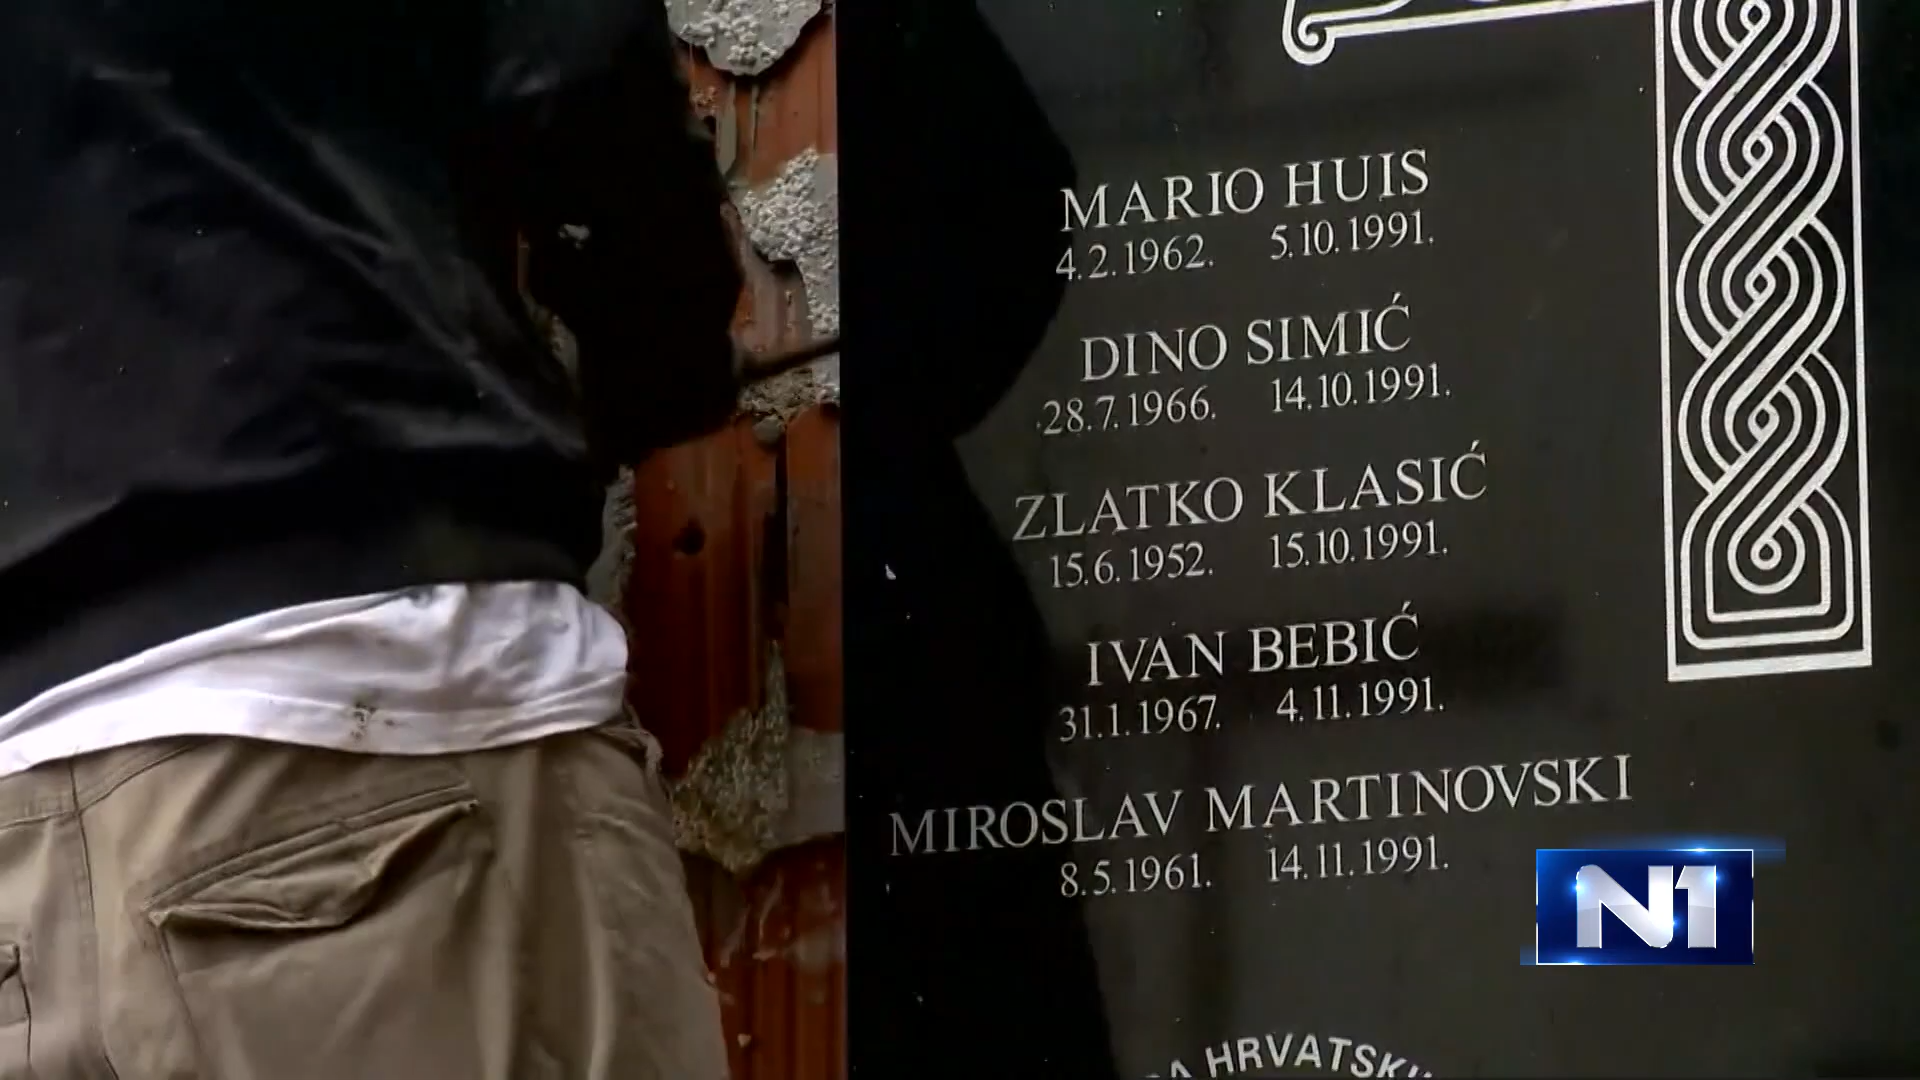 MARIO HUIS
4.2.1962. 5.10.1991.
DINO SIMIĆ
28.7.1966. 14.10.1991.
ZLATKO KLASIĆ
15.6.1952. 15.10.1991.
IVAN BEBIĆ
31.1.1967. 4.11.1991.
MIROSLAV MARTINOVSKI
8.5.1961. 14.11.1991.
N1